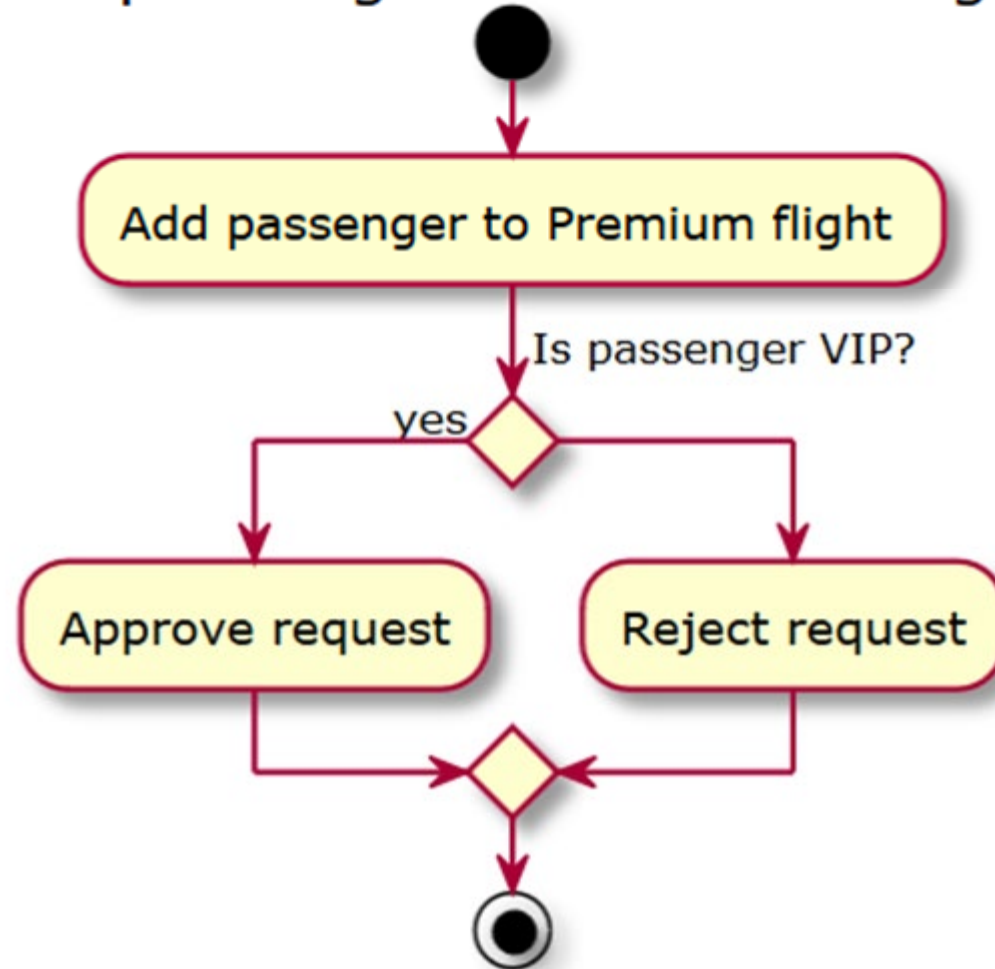 Add passenger to Premium flight
Is passenger VIP?
yes
Approve request
Reject request